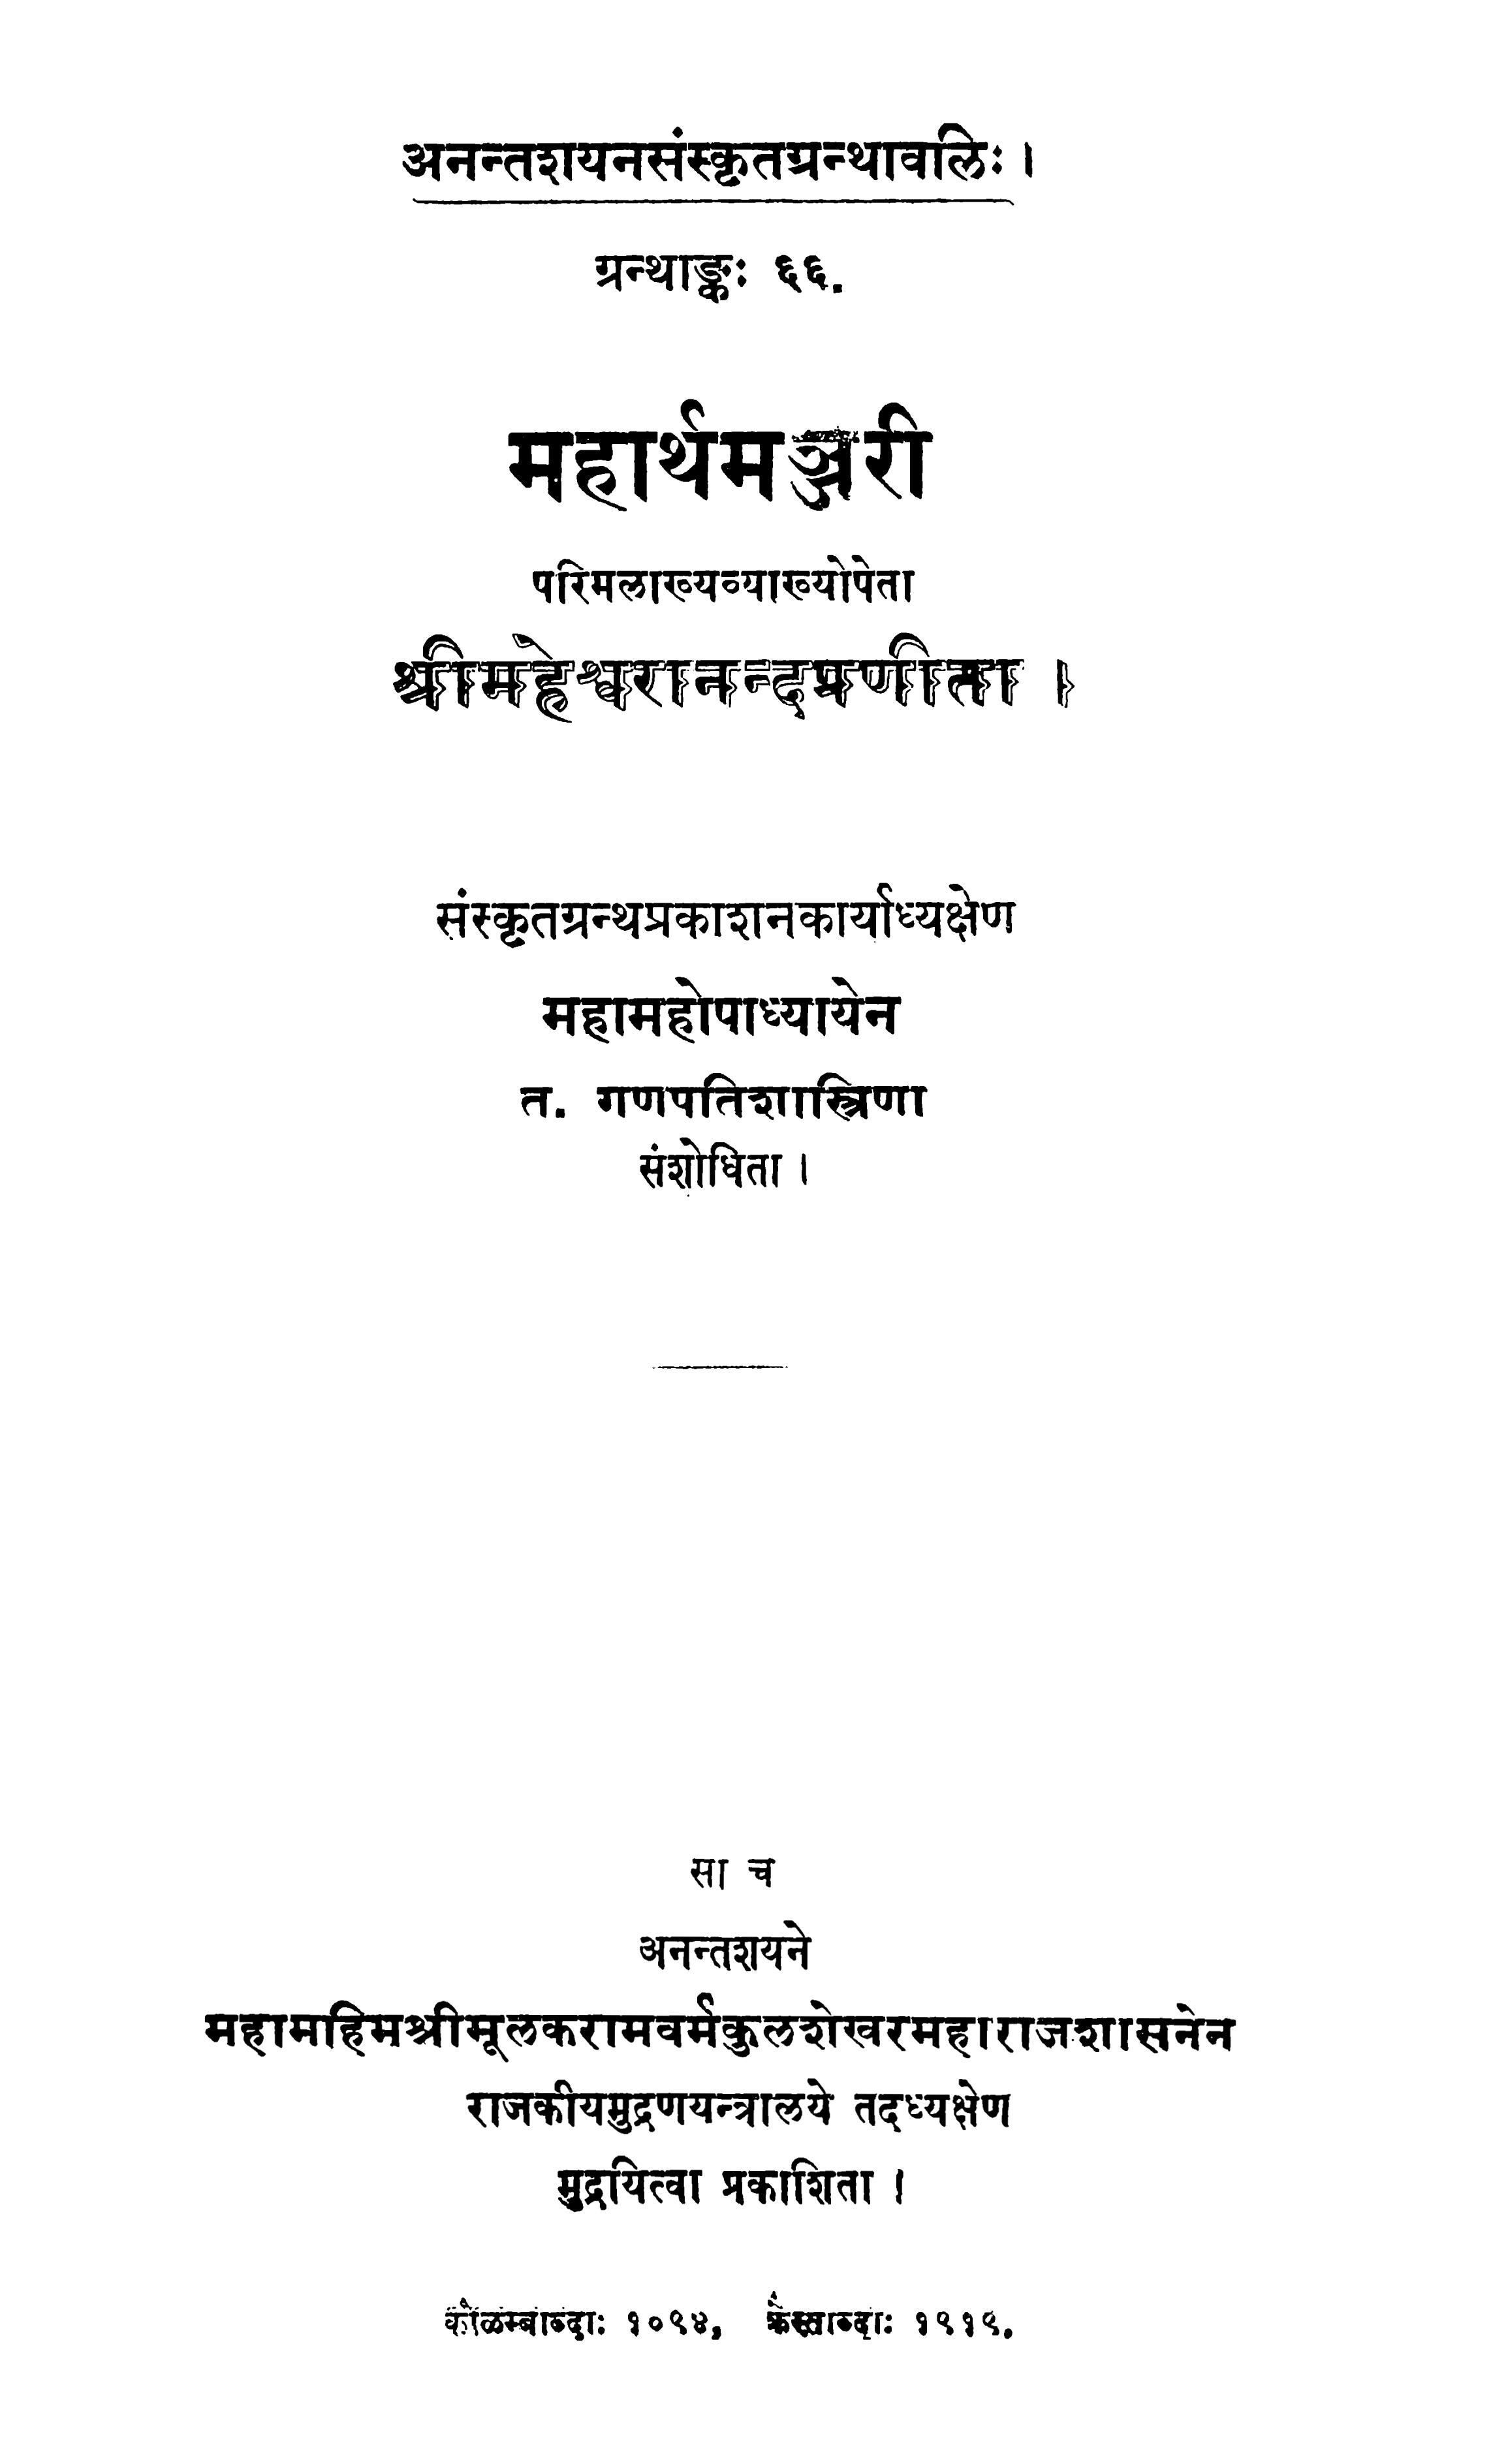 अनन्तशयनसंस्कृतग्रन्थावलिः ।
ग्रन्थाङ्कः ६६.
महार्थमञ्जरी
परिमलाख्यव्याख्योपेता
श्रीमहेश्वरानन्दप्रणीता ।
संस्कृतग्रन्थप्रकाशनकार्याध्यक्षेण
महामहोपाध्यायेन
त. गणपतिशास्त्रिणा
संशोधिता ।
सा च
अनन्तशयने
महामहिमश्रीमूलकरामवर्मकुलशेखरमहाराजशासनेन
राजकीयमुद्रणयन्त्रालये तदध्यक्षेण
मुद्रयित्वा प्रकाशिता ।
कोळम्बाब्दाः १०९४, क्रैस्ताब्दाः १९१९.